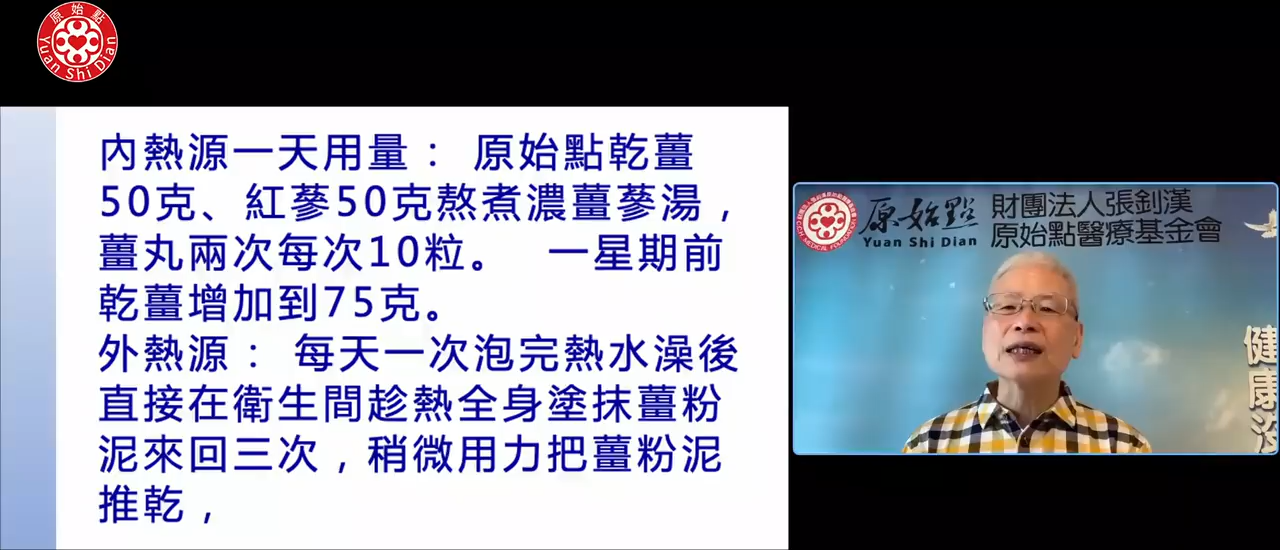 原始點
Yuan Shi Dian
內熱源一天用量： 原始點乾薑
50克、紅蔘50克熬煮濃薑蔘湯，
薑丸兩次每次10粒。 一星期前
乾薑增加到75克。
外熱源： 每天一次泡完熱水澡後
直接在衛生間趁熱全身塗抹薑粉
泥來回三次，稍微用力把薑粉泥
推乾，
原始點
Yuan Shi Dian
財團法人張釗漢
原始點醫療基金會
健康